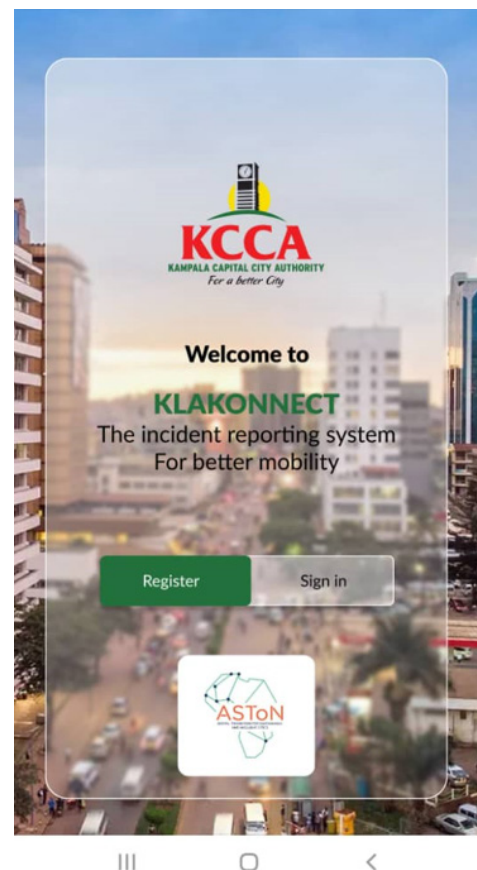 KCCA
KAMPALA CAPITAL CITY AUTHORITY
For a better City
Welcome to
KLAKONNECT
The incident reporting system
For better mobility
Register
Sign in
ASToN